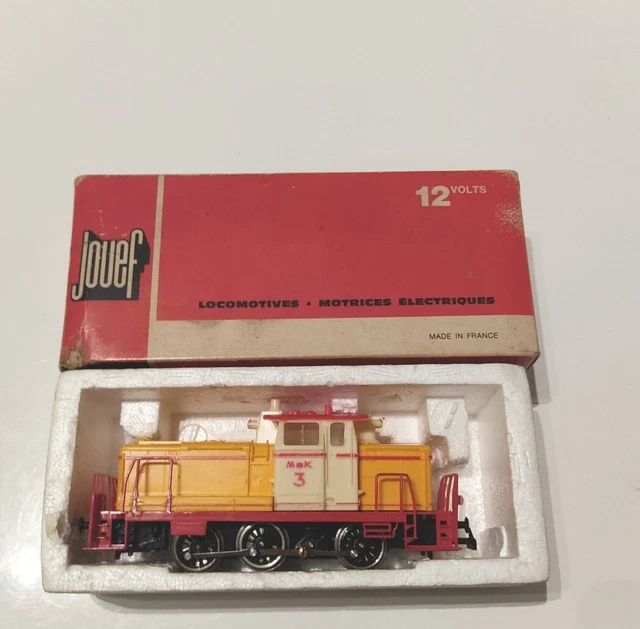 12 VOLTS
Jouef
LOCOMOTIVES • MOTRICES ÉLECTRIQUES
MADE IN FRANCE
MaK
3